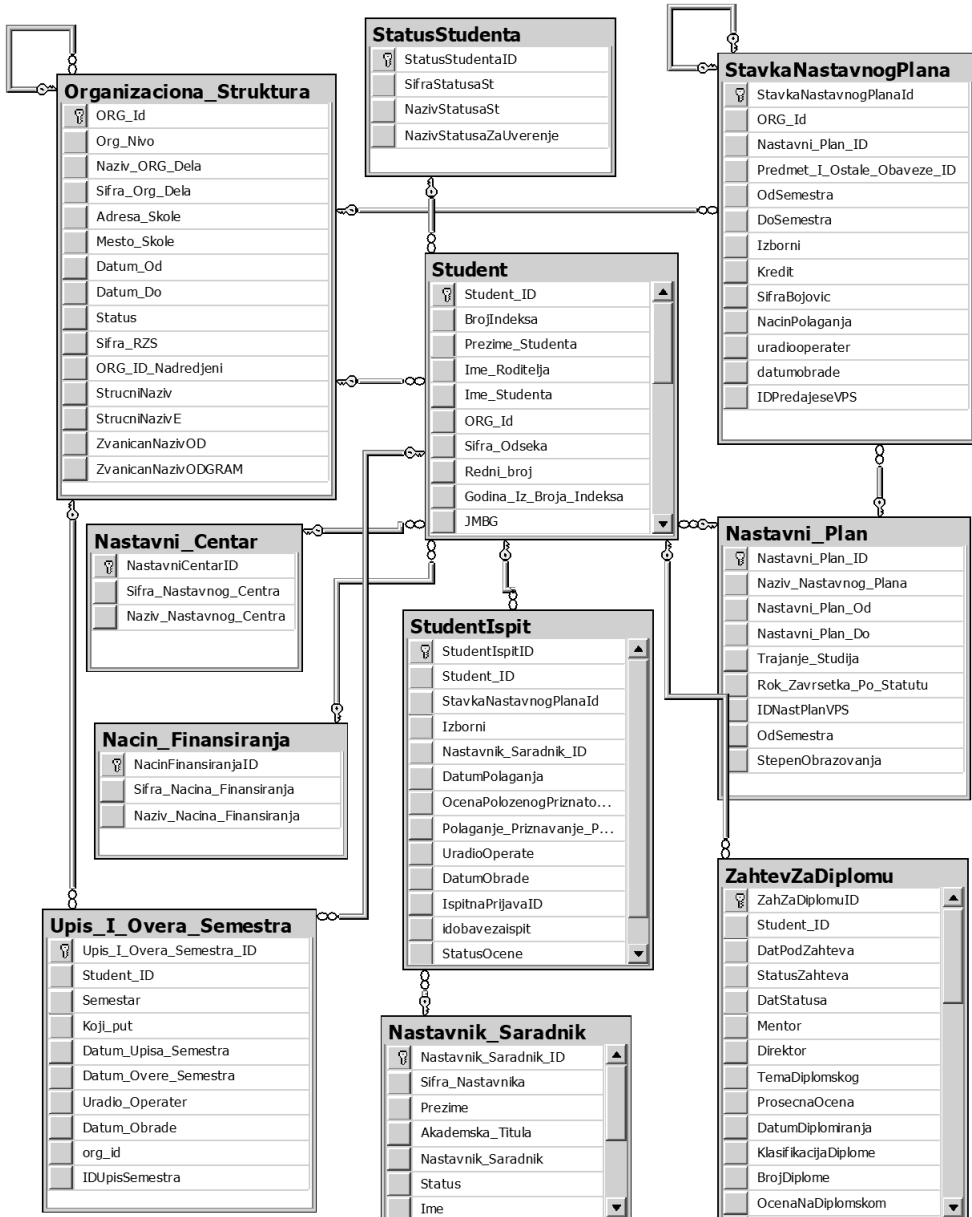 Organizaciona_Struktura
ORG_Id
Org_Nivo
Naziv_ORG_Dela
Sifra_Org_Dela
Adresa_Skole
Mesto_Skole
Datum_Od
Datum_Do
Status
Sifra_RZS
ORG_ID_Nadredjeni
StrucniNaziv
StrucniNazivE
ZvanicanNazivOD
ZvanicanNazivODGRAM
StatusStudenta
StatusStudentaID
SifraStatusaSt
NazivStatusaSt
NazivStatusaZaUverenje
StavkaNastavnogPlana
StavkaNastavnogPlanaId
ORG_Id
Nastavni_Plan_ID
Predmet_I_Ostale_Obaveze_ID
OdSemestra
DoSemestra
Izborni
Kredit
SifraBojovic
NacinPolaganja
uradiooperater
datumobrade
IDPredajeseVPS
Student
Student_ID
BrojIndeksa
Prezime_Studenta
Ime_Roditelja
Ime_Studenta
ORG_Id
Sifra_Odseka
Redni_broj
Godina_Iz_Broja_Indeksa
JMBG
Nastavni_Centar
NastavniCentarID
Sifra_Nastavnog_Centra
Naziv_Nastavnog_Centra
Nastavni_Plan
Nastavni_Plan_ID
Naziv_Nastavnog_Plana
Nastavni_Plan_Od
Nastavni_Plan_Do
Trajanje_Studija
Rok_Zavrsetka_Po_Statutu
IDNastPlanVPS
OdSemestra
StepenObrazovanja
StudentIspit
StudentIspitID
Student_ID
StavkaNastavnogPlanaId
Izborni
Nastavnik_Saradnik_ID
DatumPolaganja
OcenaPolozenogPriznato...
Polaganje_Priznavanje_P...
UradioOperate
DatumObrade
IspitnaPrijavaID
idobavezaispit
StatusOcene
Nacin_Finansiranja
NacinFinansiranjaID
Sifra_Nacina_Finansiranja
Naziv_Nacina_Finansiranja
Upis_I_Overa_Semestra
Upis_I_Overa_Semestra_ID
Student_ID
Semestar
Koji_put
Datum_Upisa_Semestra
Datum_Overe_Semestra
Uradio_Operater
Datum_Obrade
org_id
IDUpisSemestra
Nastavnik_Saradnik
Nastavnik_Saradnik_ID
Sifra_Nastavnika
Prezime
Akademska_Titula
Nastavnik_Saradnik
Status
Ime
ZahtevZaDiplomu
ZahZaDiplomuID
Student_ID
DatPodZahteva
StatusZahteva
DatStatusa
Mentor
Direktor
TemaDiplomskog
ProsecnaOcena
DatumDiplomiranja
KlasifikacijaDiplome
BrojDiplome
OcenaNaDiplomskom